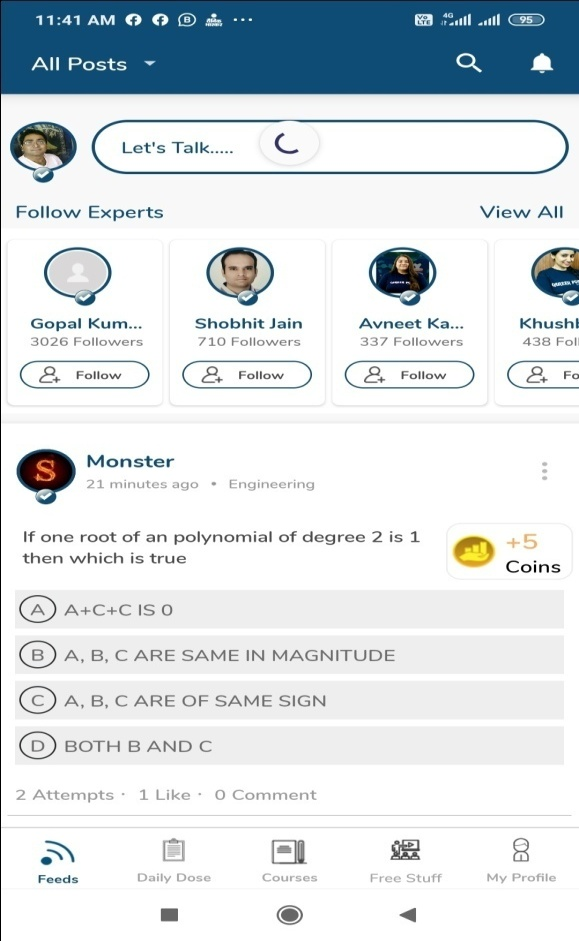 11:41 AM
4G 95
All Posts
Let's Talk.....
Follow Experts View All
Gopal Kum... Shobhit Jain Avneet Ka... Khushb
3026 Followers 710 Followers 337 Followers 438 Foll
Follow Follow Follow Fo
Monster
21 minutes ago • Engineering
If one root of an polynomial of degree 2 is 1
then which is true
+5
Coins
A A+C+C IS 0
B A, B, C ARE SAME IN MAGNITUDE
C A, B, C ARE OF SAME SIGN
D BOTH B AND C
2 Attempts · 1 Like · 0 Comment
Feeds Daily Dose Courses Free Stuff My Profile